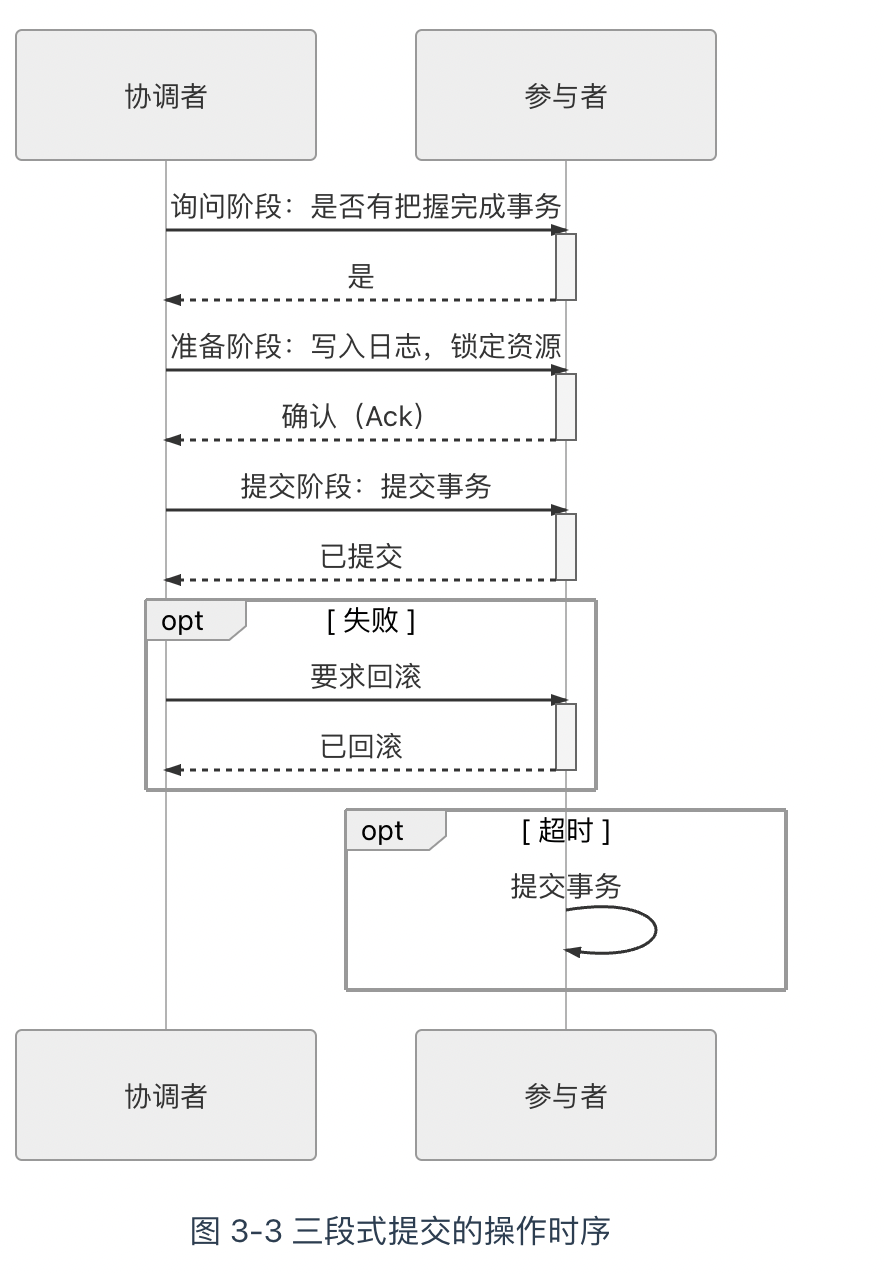 协调者
参与者
询问阶段：是否有把握完成事务
是
准备阶段：写入日志，锁定资源
确认（Ack）
提交阶段：提交事务
已提交
opt
[ 失败 ]
要求回滚
已回滚
opt
[ 超时 ]
提交事务
协调者
参与者
图 3-3 三段式提交的操作时序